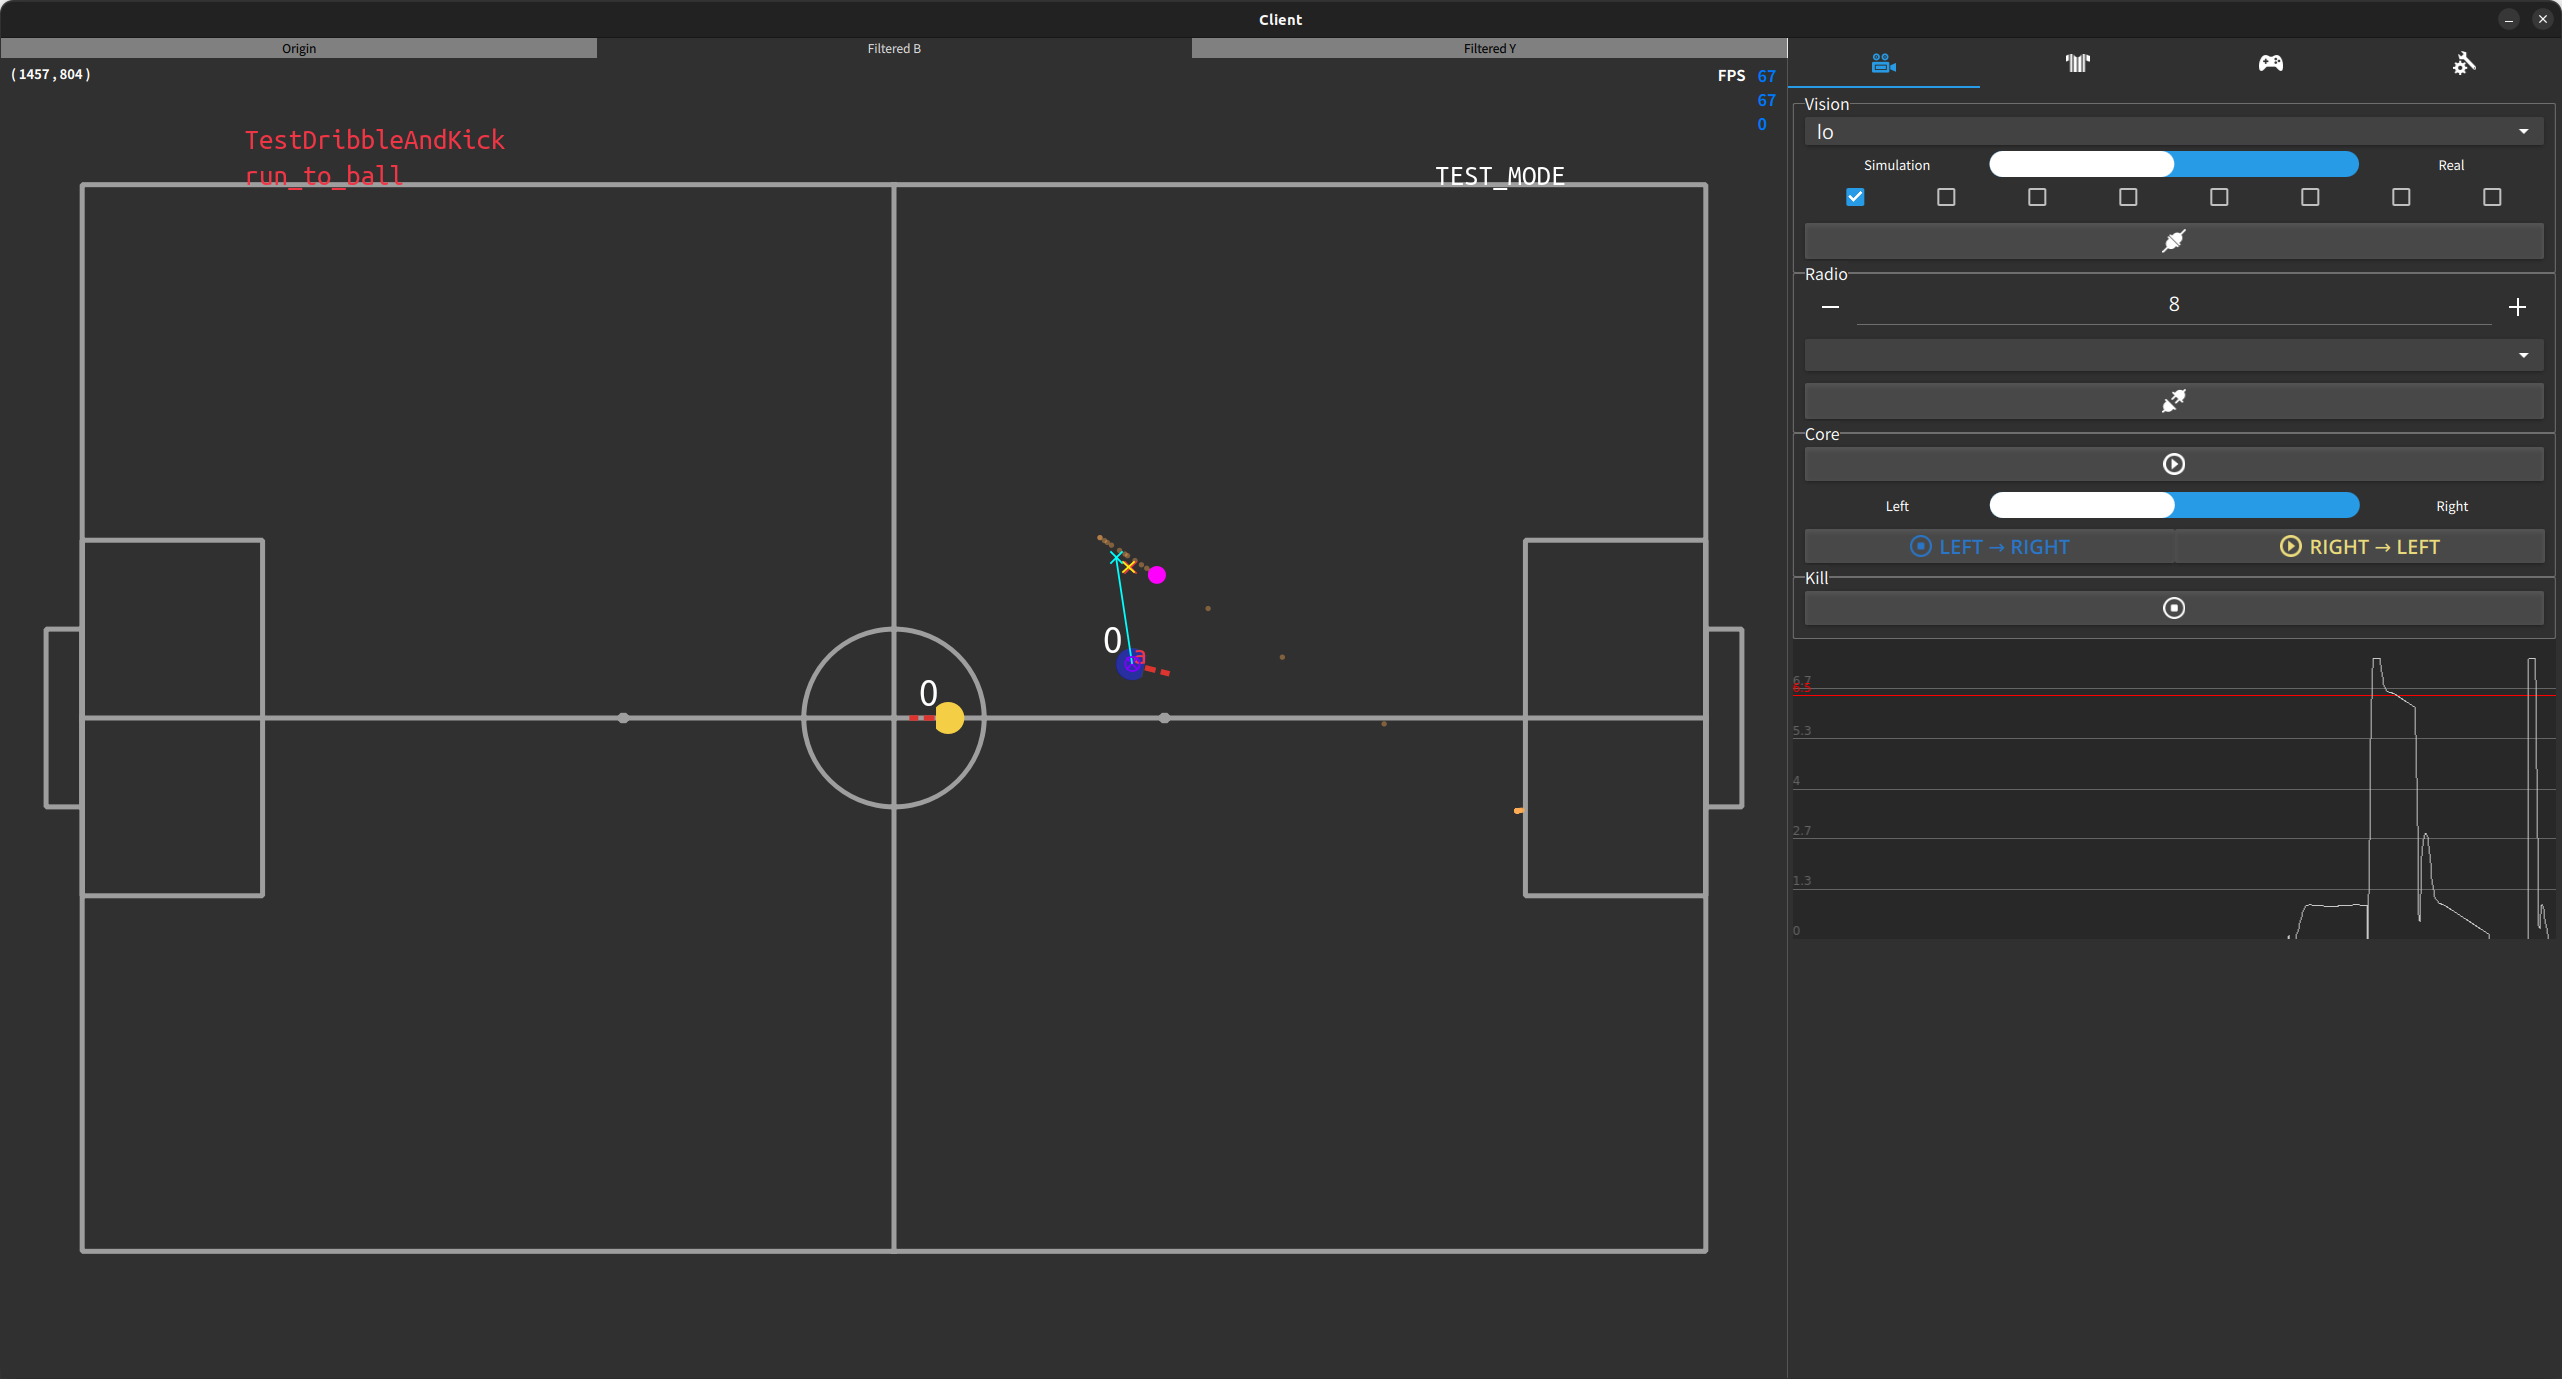 Client
Origin
Filtered B
Filtered Y
( 1457 , 804 )
FPS 67
67
0
TestDribbleAndKick
run_to_ball
TEST_MODE
0
a
0
Vision
lo
Simulation
Real
Radio
8
Core
Left
Right
LEFT → RIGHT
RIGHT → LEFT
Kill
6.7
6.5
5.3
4
2.7
1.3
0